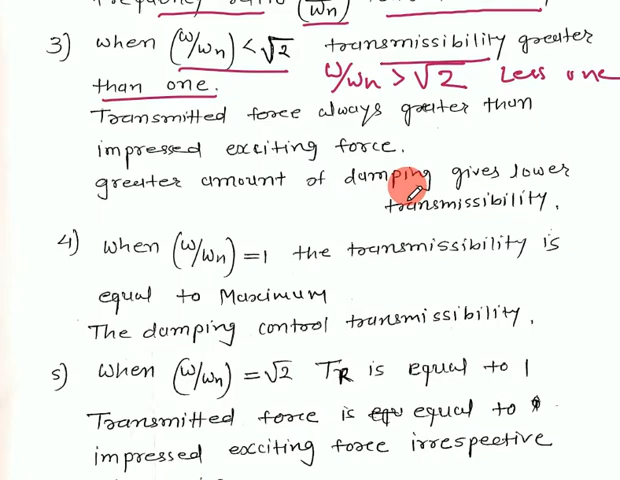 3) when (ω/ωn) < √2 transmissibility greater
than one. ω/ωn > √2 Less one
Transmitted force always greater than
impressed exciting force.
greater amount of damping gives lower
transmissibility.
4) when (ω/ωn) = 1 the transmissibility is
equal to Maximum
The damping control transmissibility.
5) when (ω/ωn) = √2 TR is equal to 1
Transmitted force is equal to
impressed exciting force irrespective